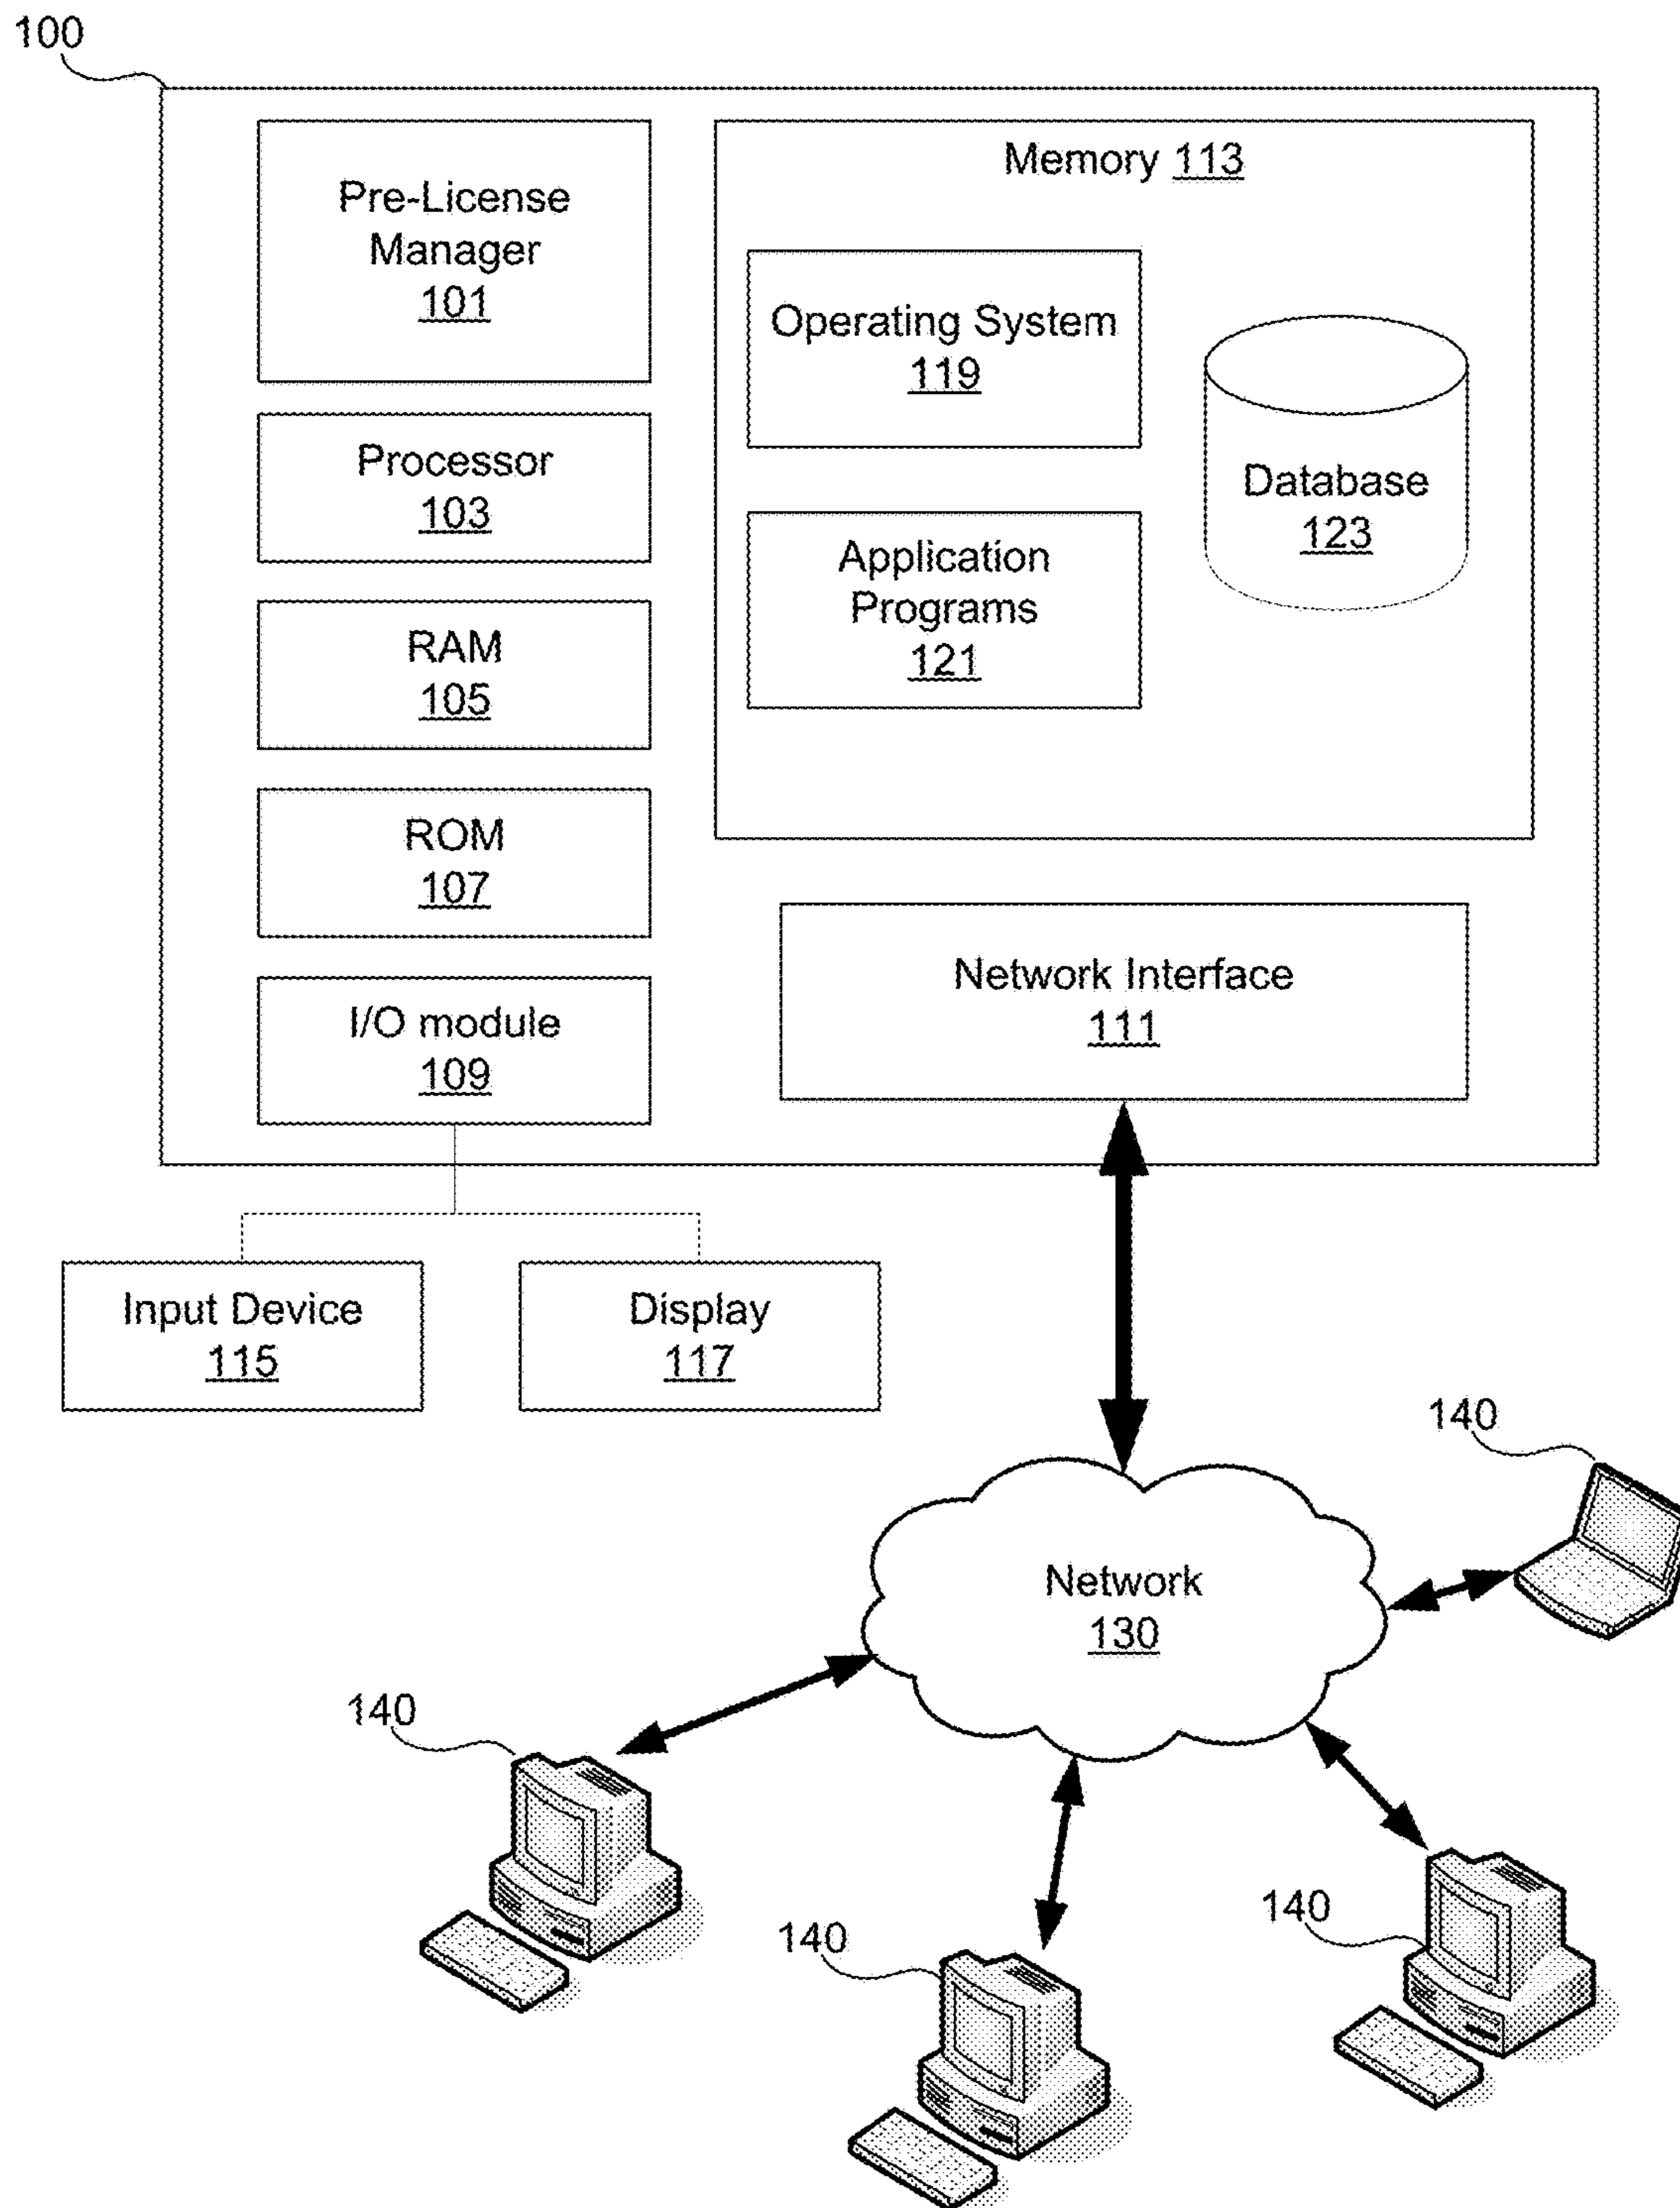 100
Pre-License
Manager
101
Processor
103
RAM
105
ROM
107
I/O module
109
Memory 113
Operating System
119
Application
Programs
121
Database
123
Network Interface
111
Input Device
115
Display
117
Network
130
140
140
140
140